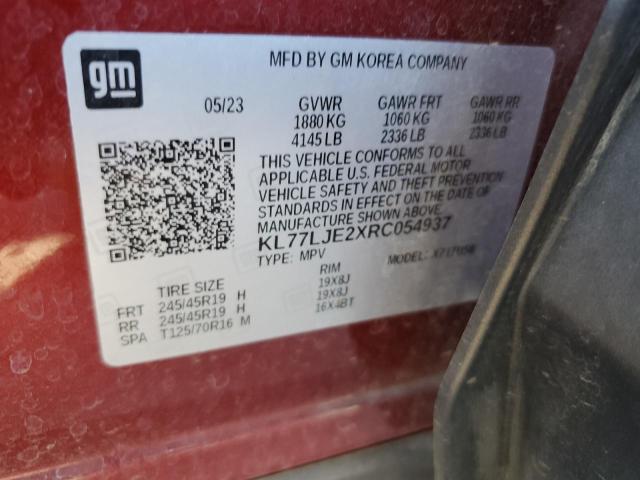 gm
MFD BY GM KOREA COMPANY
05/23 GVWR GAWR FRT GAWR RR
1880 KG 1060 KG 1060 KG
4145 LB 2336 LB 2336 LB
THIS VEHICLE CONFORMS TO ALL
APPLICABLE U.S. FEDERAL MOTOR
VEHICLE SAFETY AND THEFT PREVENTION
STANDARDS IN EFFECT ON THE DATE OF
MANUFACTURE SHOWN ABOVE.
KL77LJE2XRC054937
TYPE: MPV MODEL:
TIRE SIZE RIM
FRT 245/45R19 H 19X8J
RR 245/45R19 H 19X8J
SPA T125/70R16 M 16X4BT